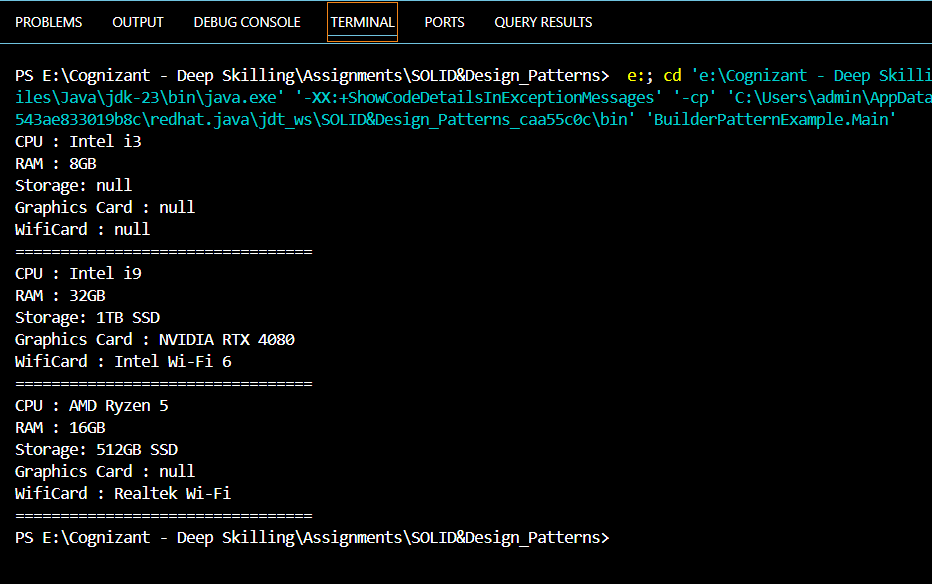 PROBLEMS OUTPUT DEBUG CONSOLE TERMINAL PORTS QUERY RESULTS
PS E:\Cognizant - Deep Skilling\Assignments\SOLID&Design_Patterns> e:; cd 'e:\Cognizant - Deep Skilli
iles\Java\jdk-23\bin\java.exe' '-XX:+ShowCodeDetailsInExceptionMessages' '-cp' 'C:\Users\admin\AppData
543ae833019b8c\redhat.java\jdt_ws\SOLID&Design_Patterns_caa55c0c\bin' 'BuilderPatternExample.Main'
CPU : Intel i3
RAM : 8GB
Storage: null
Graphics Card : null
WifiCard : null
=================================
CPU : Intel i9
RAM : 32GB
Storage: 1TB SSD
Graphics Card : NVIDIA RTX 4080
WifiCard : Intel Wi-Fi 6
=================================
CPU : AMD Ryzen 5
RAM : 16GB
Storage: 512GB SSD
Graphics Card : null
WifiCard : Realtek Wi-Fi
=================================
PS E:\Cognizant - Deep Skilling\Assignments\SOLID&Design_Patterns>